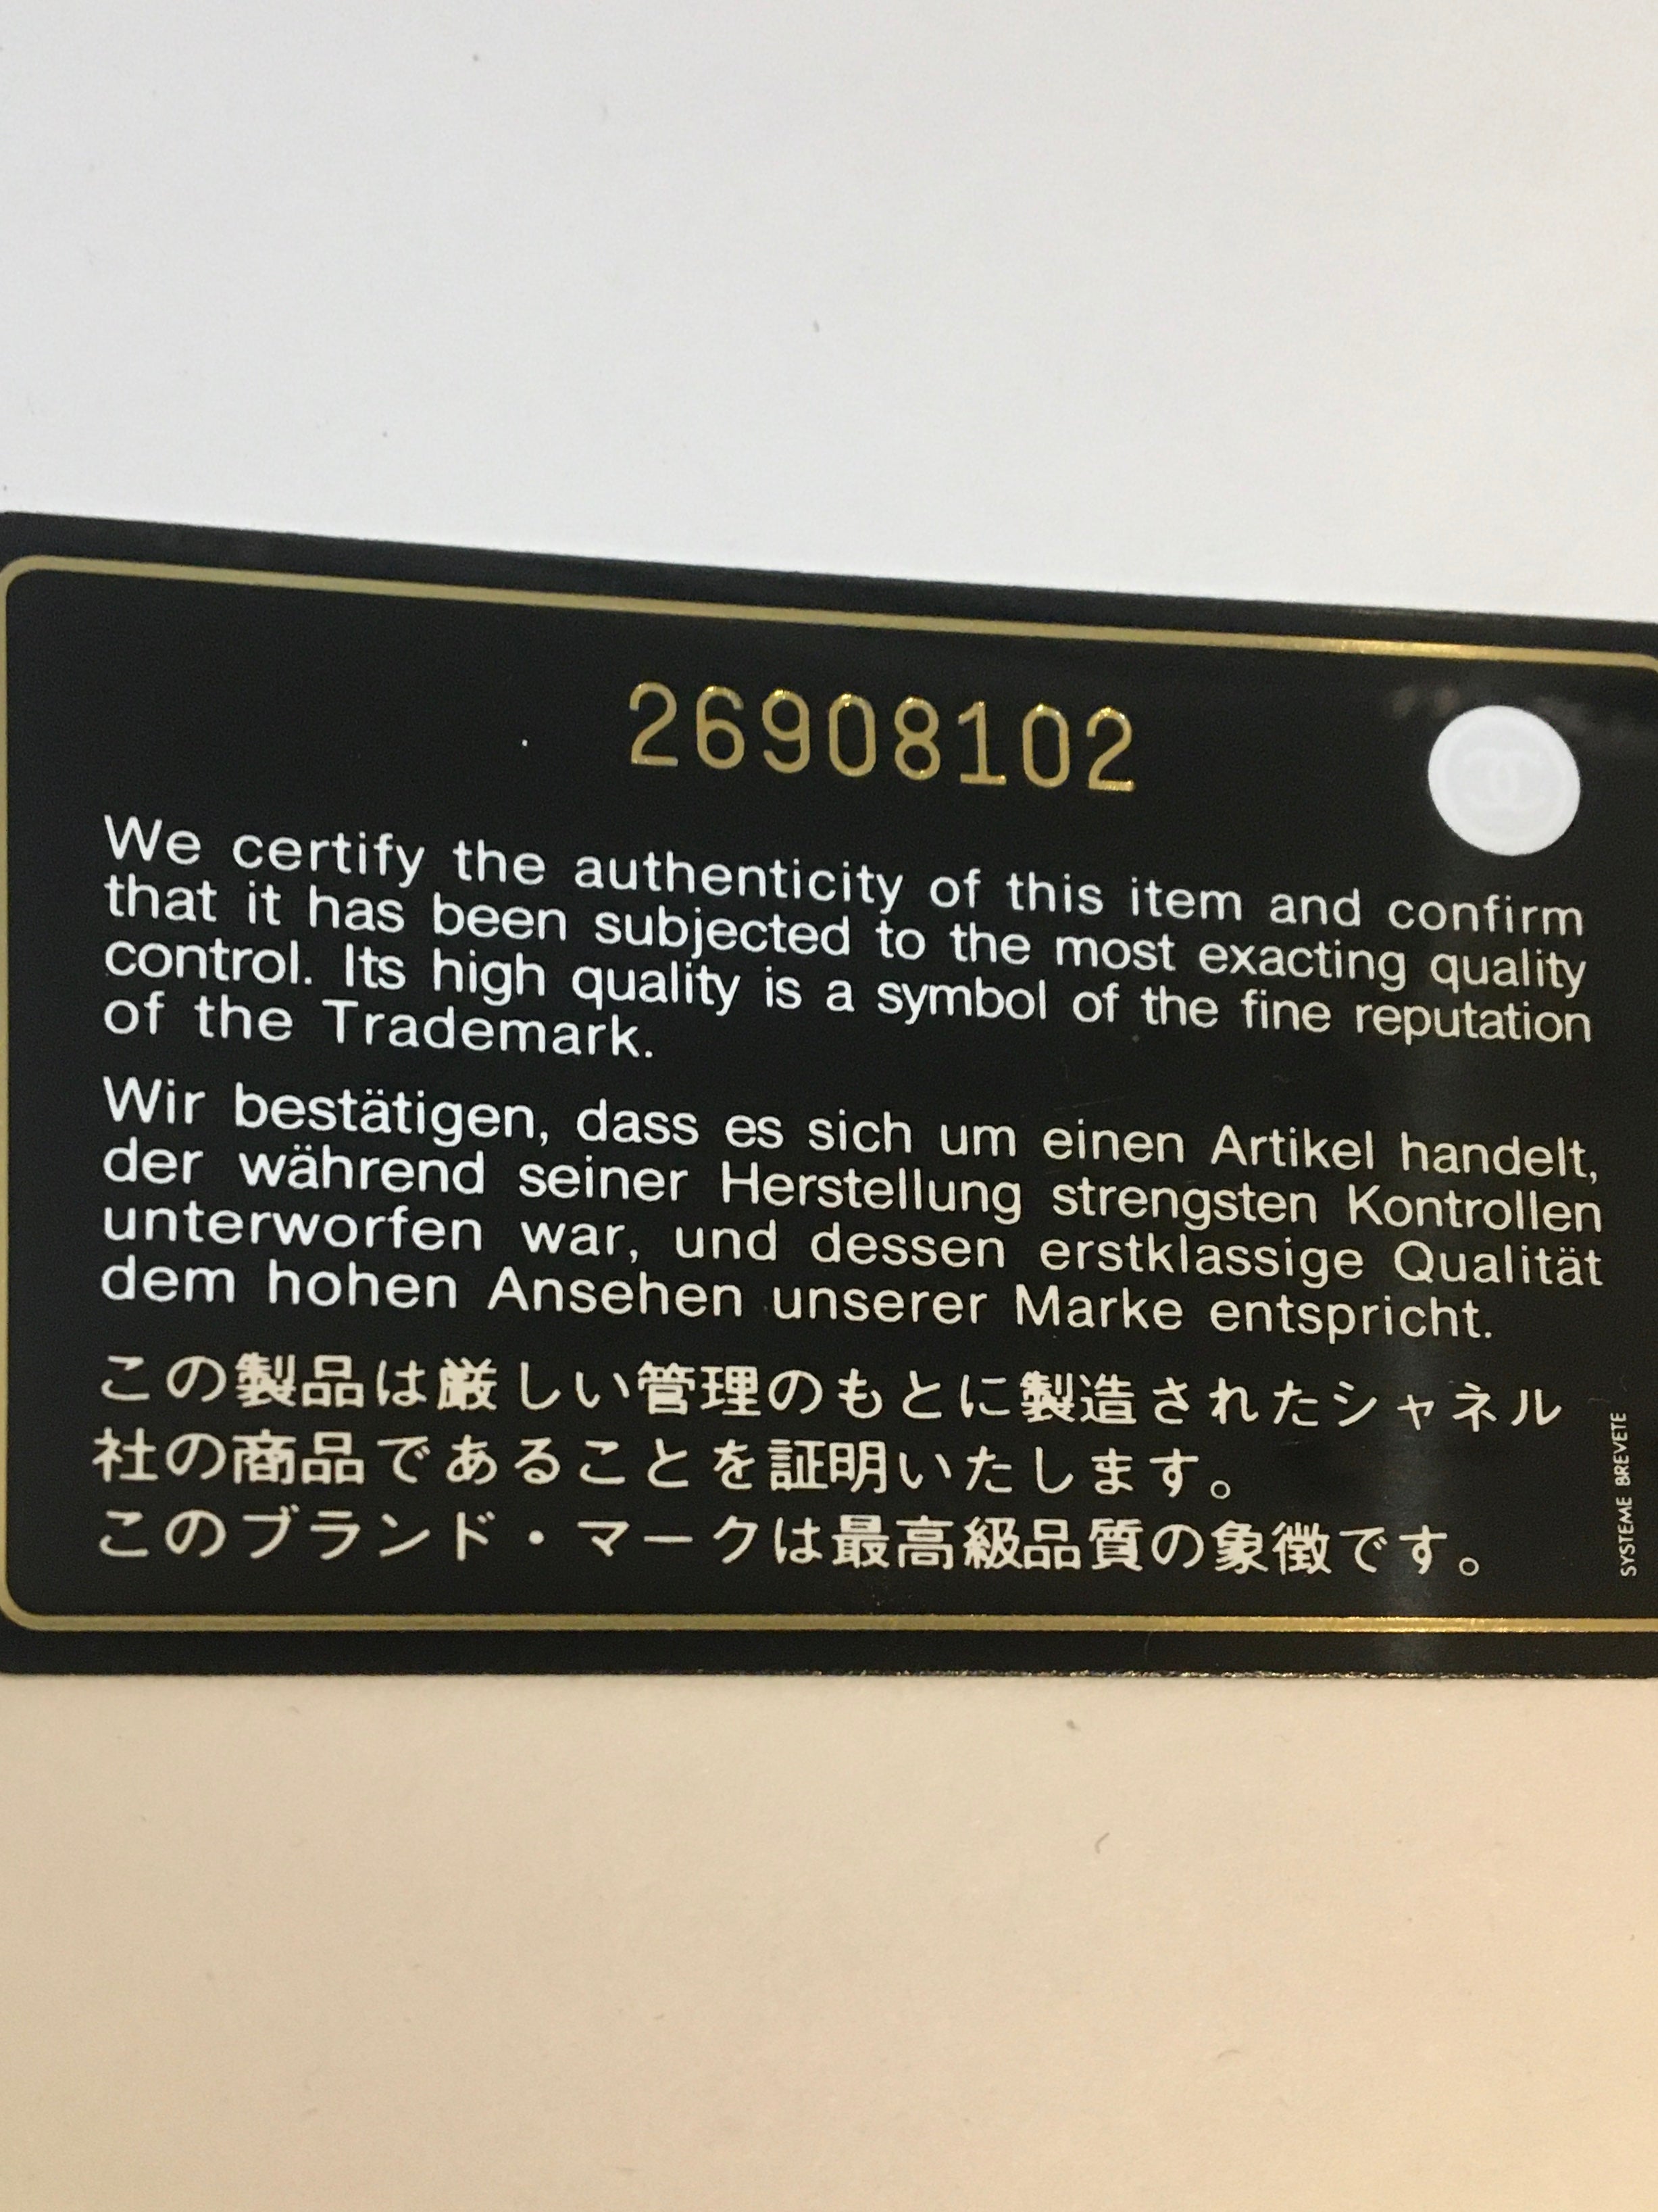 26908102
We certify the authenticity of this item and confirm
that it has been subjected to the most exacting quality
control. Its high quality is a symbol of the fine reputation
of the Trademark.
Wir bestätigen, dass es sich um einen Artikel handelt,
der während seiner Herstellung strengsten Kontrollen
unterworfen war, und dessen erstklassige Qualität
dem hohen Ansehen unserer Marke entspricht.
この製品は厳しい管理のもとに製造されたシャネル
社の商品であることを証明いたします。
このブランド・マークは最高級品質の象徴です。
SYSTEME BREVETE